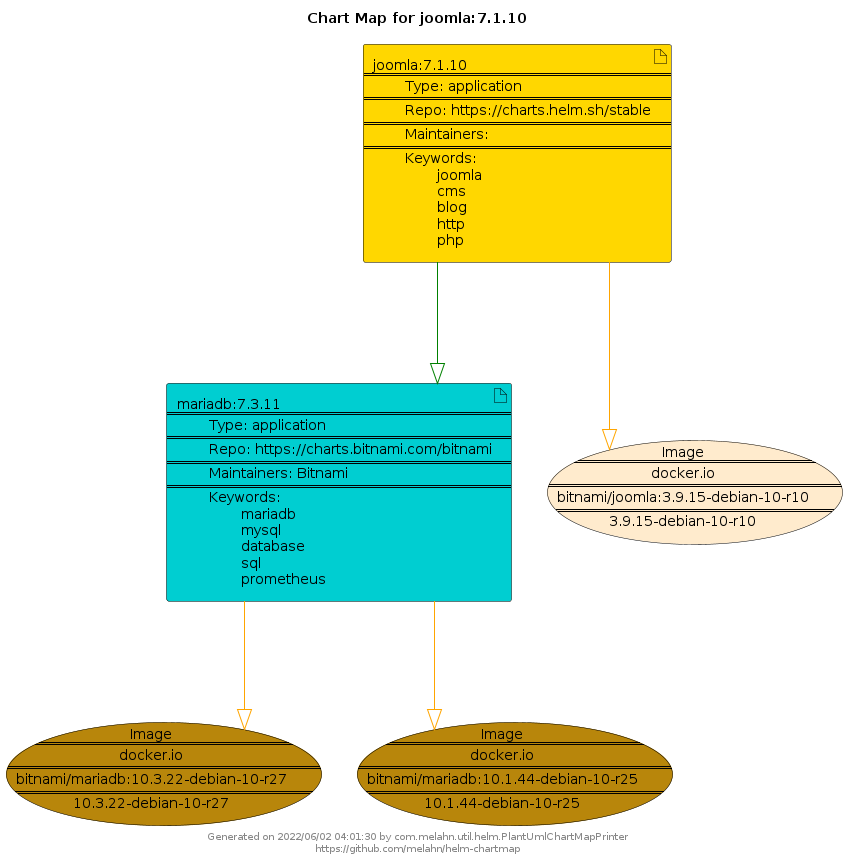 Chart Map for joomla:7.1.10
joomla:7.1.10
Type: application
Repo: https://charts.helm.sh/stable
Maintainers:
Keywords:
joomla
cms
blog
http
php
mariadb:7.3.11
Type: application
Repo: https://charts.bitnami.com/bitnami
Maintainers: Bitnami
Keywords:
mariadb
mysql
database
sql
prometheus
Image
docker.io
bitnami/joomla:3.9.15-debian-10-r10
3.9.15-debian-10-r10
Image
docker.io
bitnami/mariadb:10.3.22-debian-10-r27
10.3.22-debian-10-r27
Image
docker.io
bitnami/mariadb:10.1.44-debian-10-r25
10.1.44-debian-10-r25
Generated on 2022/06/02 04:01:30 by com.melahn.util.helm.PlantUmlChartMapPrinter
https://github.com/melahn/helm-chartmap